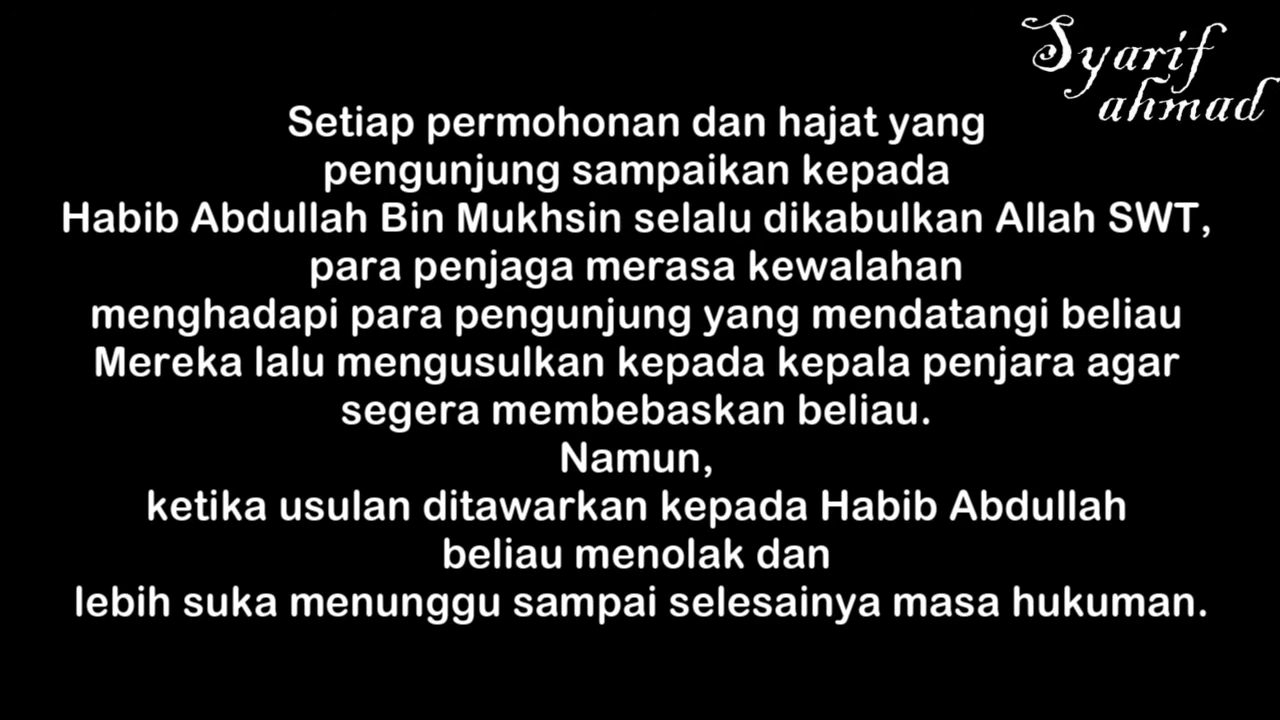 Syarif
ahmad
Setiap permohonan dan hajat yang
pengunjung sampaikan kepada
Habib Abdullah Bin Mukhsin selalu dikabulkan Allah SWT,
para penjaga merasa kewalahan
menghadapi para pengunjung yang mendatangi beliau
Mereka lalu mengusulkan kepada kepala penjara agar
segera membebaskan beliau.
Namun,
ketika usulan ditawarkan kepada Habib Abdullah
beliau menolak dan
lebih suka menunggu sampai selesainya masa hukuman.